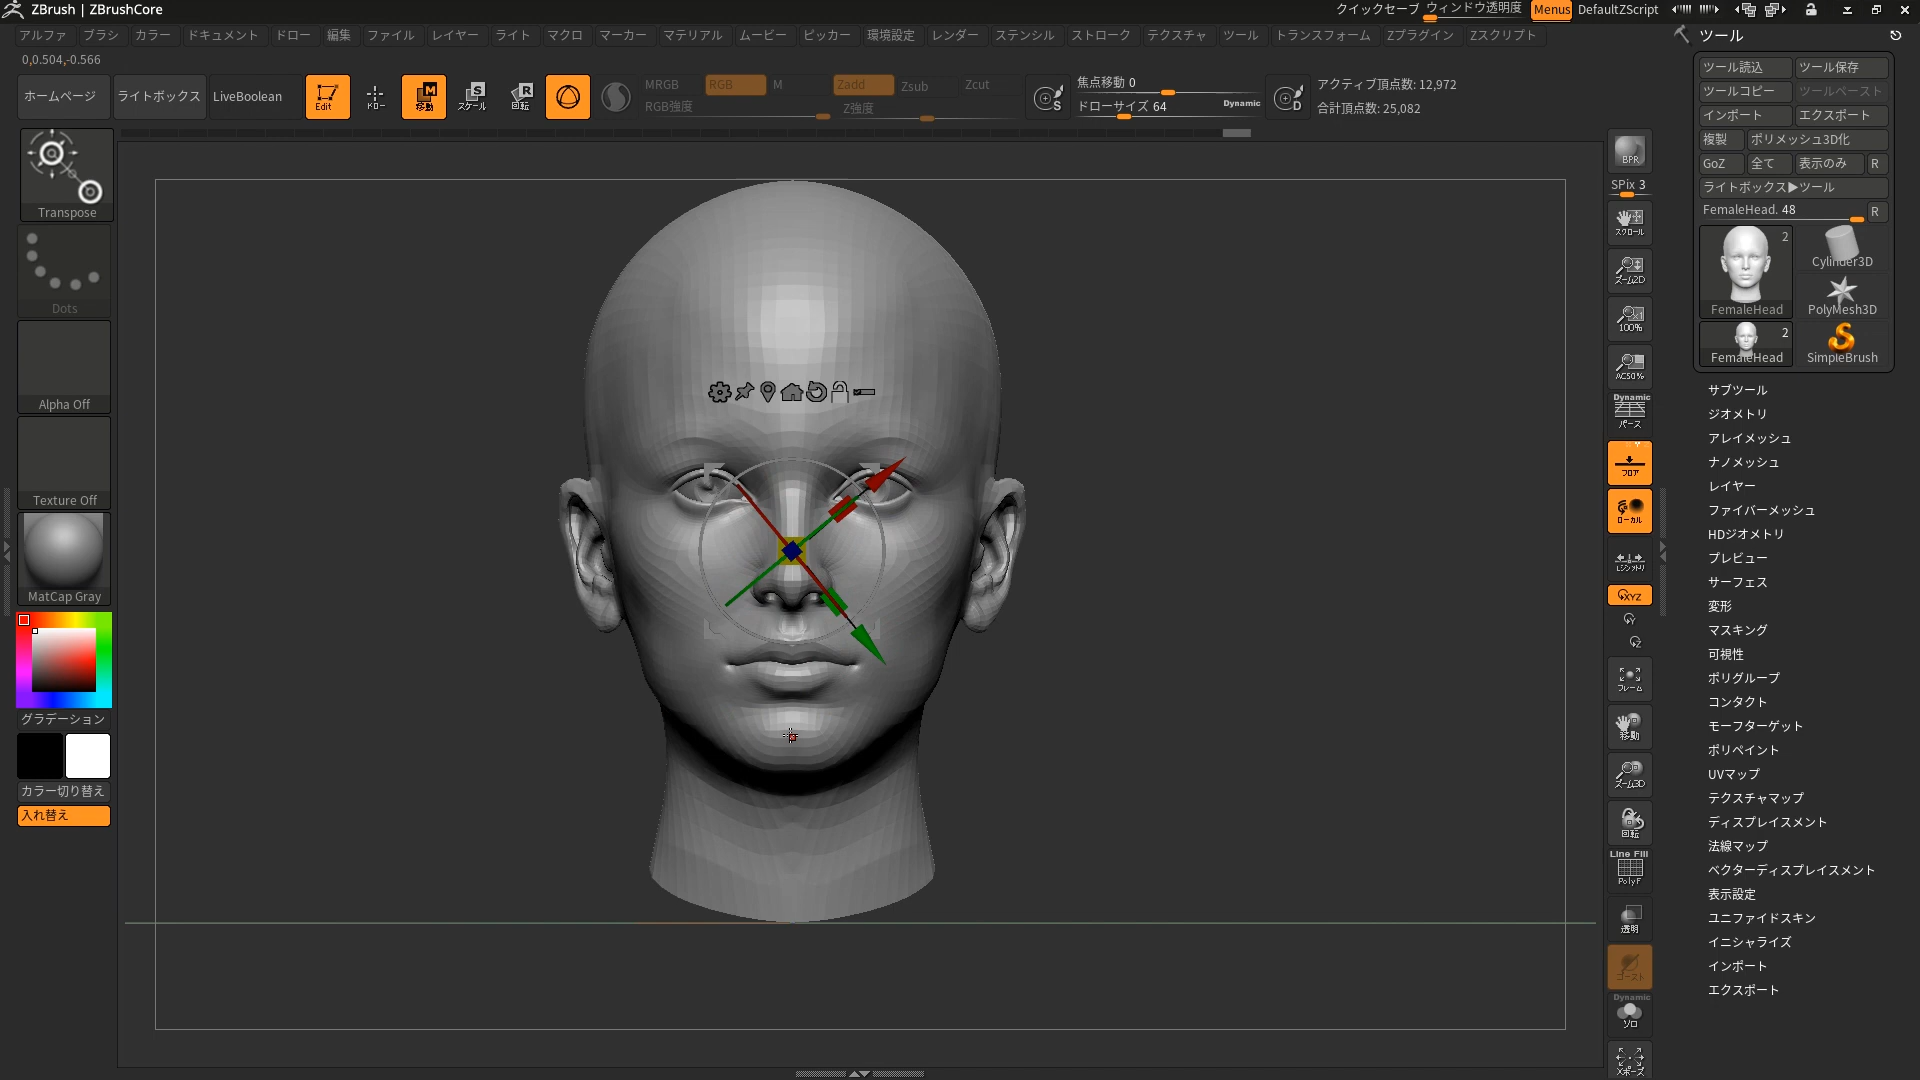 ZBrush | ZBrushCore
クイックセーブ ウィンドウ透明度 Menus DefaultZScript
アルファ ブラシ カラー ドキュメント ドロー 編集 ファイル レイヤー ライト マクロ マーカー マテリアル ムービー ピッカー 環境設定 レンダー ステンシル ストローク テクスチャ ツール トランスフォーム Zプラグイン Zスクリプト
0,0.504,-0.566
ホームページ ライトボックス LiveBoolean Edit ドロー 移動 スケール 回転
MRGB RGB M Zadd Zsub Zcut
RGB強度 Z強度
焦点移動 0
ドローサイズ 64 Dynamic
アクティブ頂点数: 12,972
合計頂点数: 25,082
Transpose
Dots
Alpha Off
Texture Off
MatCap Gray
グラデーション
カラー切り替え
入れ替え
BPR
SPix 3
スクロール
ズーム2D
100%
AC50%
Dynamic
パース
フロア
ローカル
Lシンメトリ
XYZ
Y
Z
フレーム
移動
ズーム3D
回転
Line Fill
PolyF
透明
ゴースト
Dynamic
ソロ
Xポーズ
ツール
ツール読込 ツール保存
ツールコピー ツールペースト
インポート エクスポート
複製 ポリメッシュ3D化
GoZ 全て 表示のみ R
ライトボックス▶ツール
FemaleHead. 48 R
2
FemaleHead
Cylinder3D
PolyMesh3D
2
FemaleHead
SimpleBrush
サブツール
ジオメトリ
アレイメッシュ
ナノメッシュ
レイヤー
ファイバーメッシュ
HDジオメトリ
プレビュー
サーフェス
変形
マスキング
可視性
ポリグループ
コンタクト
モーフターゲット
ポリペイント
UVマップ
テクスチャマップ
ディスプレイスメント
法線マップ
ベクターディスプレイスメント
表示設定
ユニファイドスキン
イニシャライズ
インポート
エクスポート